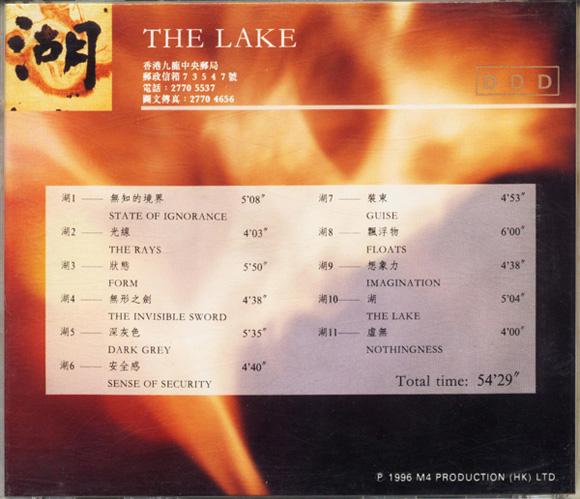 湖
THE LAKE
香港九龍中央郵局
郵政信箱73547號
電話：2770 5537
圖文傳真：2770 4656
DDD
湖1 —— 無知的境界 5'08"
STATE OF IGNORANCE
湖2 —— 光線 4'03"
THE RAYS
湖3 —— 狀態 5'50"
FORM
湖4 —— 無形之劍 4'38"
THE INVISIBLE SWORD
湖5 —— 深灰色 5'35"
DARK GREY
湖6 —— 安全感 4'40"
SENSE OF SECURITY
湖7 —— 裝束 4'53"
GUISE
湖8 —— 飄浮物 6'00"
FLOATS
湖9 —— 想象力 4'38"
IMAGINATION
湖10 —— 湖 5'04"
THE LAKE
湖11 —— 虛無 4'00"
NOTHINGNESS
Total time: 54'29"
℗ 1996 M4 PRODUCTION (HK) LTD.